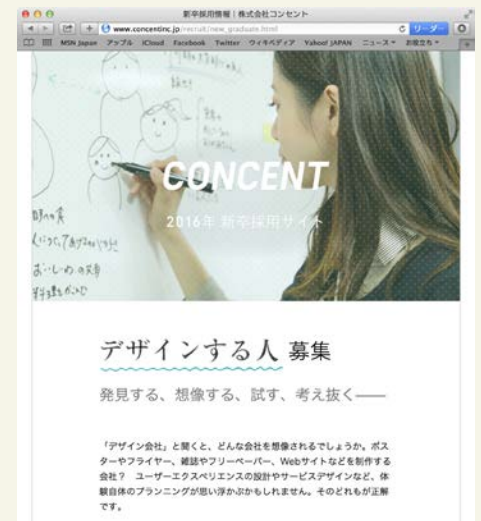 新卒採用情報 | 株式会社コンセント
www.concentinc.jp/recruit/new_graduate.html
リーダー
MSN Japan アップル iCloud Facebook Twitter ウィキペディア Yahoo! JAPAN ニュース お役立ち
CONCENT
2016年 新卒採用サイト
デザインする人 募集
発見する、想像する、試す、考え抜く——
「デザイン会社」と聞くと、どんな会社を想像されるでしょうか。ポス
ターやフライヤー、雑誌やフリーペーパー、Webサイトなどを制作する
会社？　ユーザーエクスペリエンスの設計やサービスデザインなど、体
験自体のプランニングが思い浮かぶかもしれません。そのどれもが正解
です。